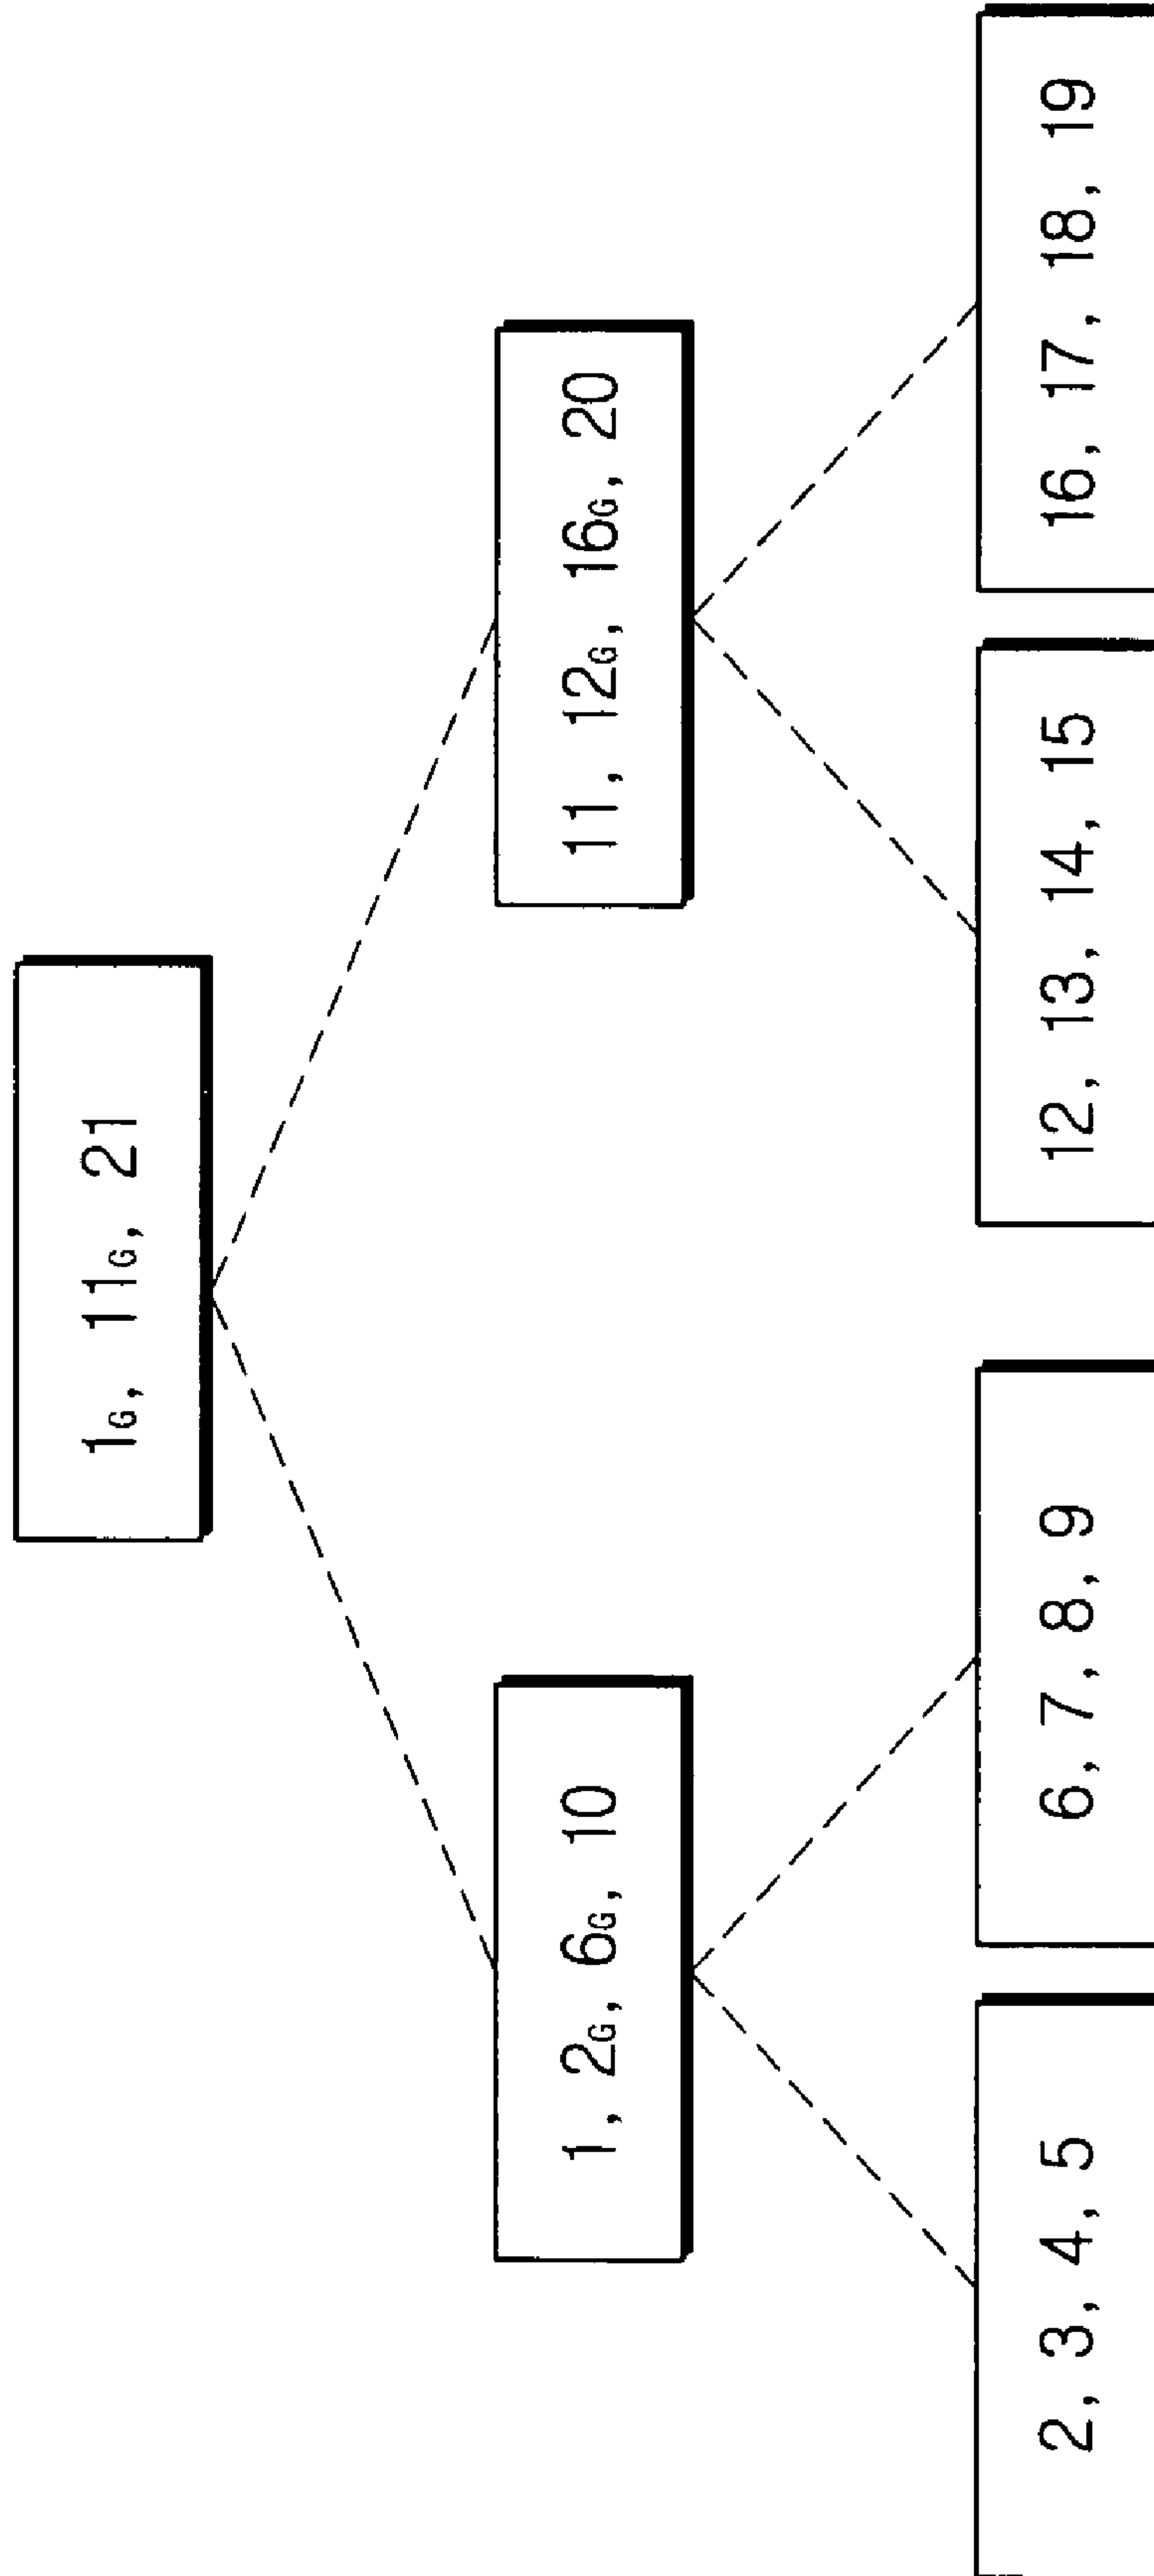 1G, 11G, 21
1, 2G, 6G, 10
11, 12G, 16G, 20
2, 3, 4, 5
6, 7, 8, 9
12, 13, 14, 15
16, 17, 18, 19